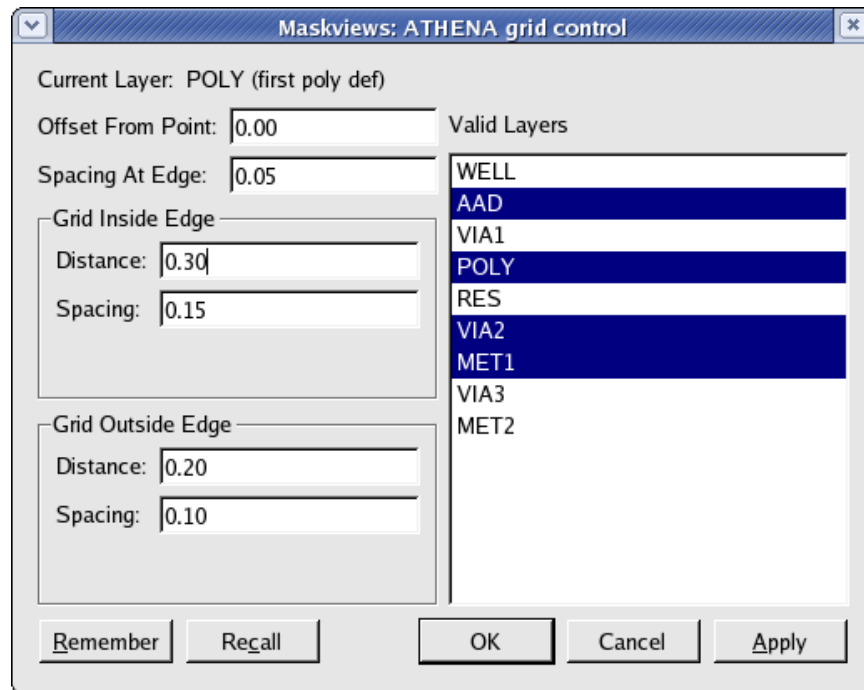 Maskviews: ATHENA grid control
Current Layer: POLY (first poly def)
Offset From Point: 0.00
Spacing At Edge: 0.05
Grid Inside Edge
Distance: 0.30
Spacing: 0.15
Grid Outside Edge
Distance: 0.20
Spacing: 0.10
Valid Layers
WELL
AAD
VIA1
POLY
RES
VIA2
MET1
VIA3
MET2
Remember
Recall
OK
Cancel
Apply